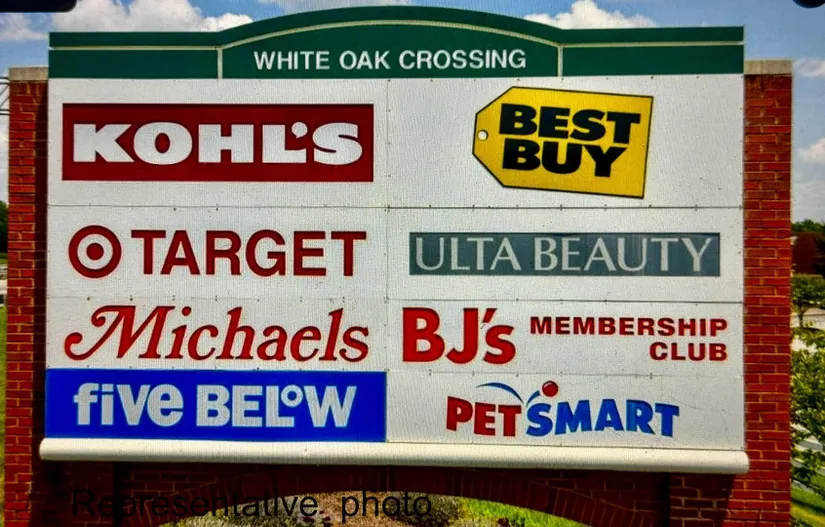 WHITE OAK CROSSING
KOHL'S
BEST
BUY
TARGET
ULTA BEAUTY
Michaels
BJ's MEMBERSHIP
CLUB
five BELOW
PETSMART
Representative photo